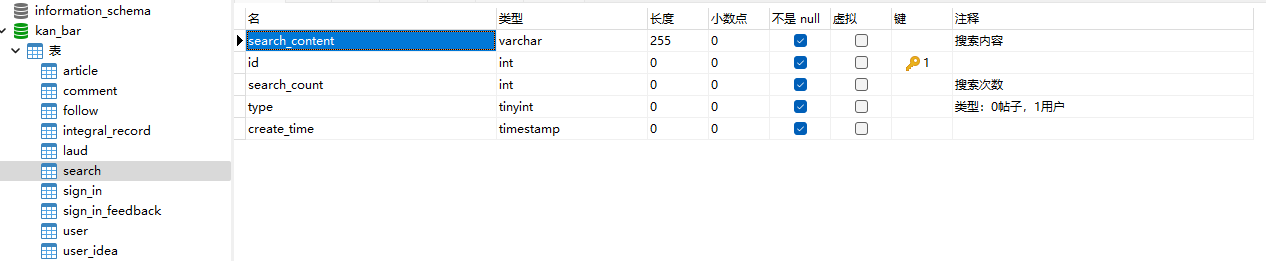 information_schema
kan_bar
表
article
comment
follow
integral_record
laud
search
sign_in
sign_in_feedback
user
user_idea
名 类型 长度 小数点 不是 null 虚拟 键 注释
search_content varchar 255 0 搜索内容
id int 0 0 1
search_count int 0 0 搜索次数
type tinyint 0 0 类型：0帖子，1用户
create_time timestamp 0 0